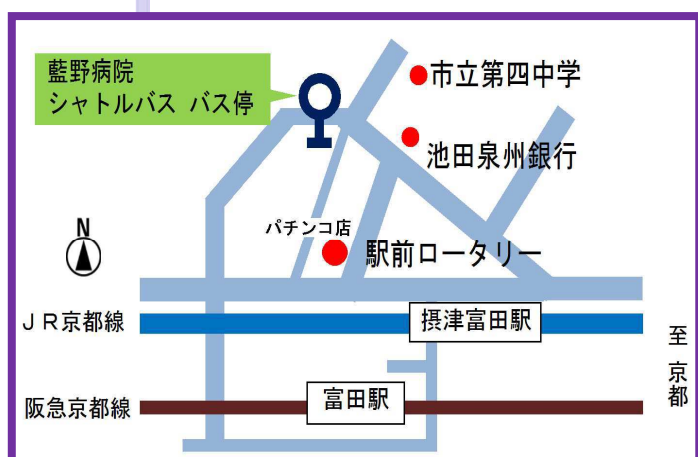 藍野病院
シャトルバス バス停
市立第四中学
池田泉州銀行
パチンコ店
駅前ロータリー
N
JR京都線
摂津富田駅
至 京都
阪急京都線
富田駅